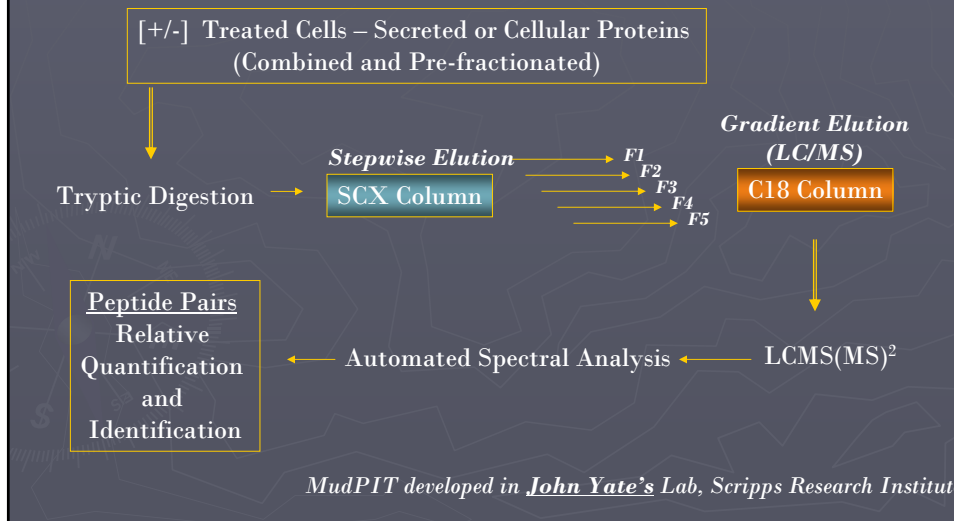 [+/-] Treated Cells – Secreted or Cellular Proteins
(Combined and Pre-fractionated)
Tryptic Digestion
Stepwise Elution
SCX Column
F1
F2
F3
F4
F5
Gradient Elution
(LC/MS)
C18 Column
LCMS(MS)²
Automated Spectral Analysis
Peptide Pairs
Relative
Quantification
and
Identification
N
S
MudPIT developed in John Yate's Lab, Scripps Research Institut